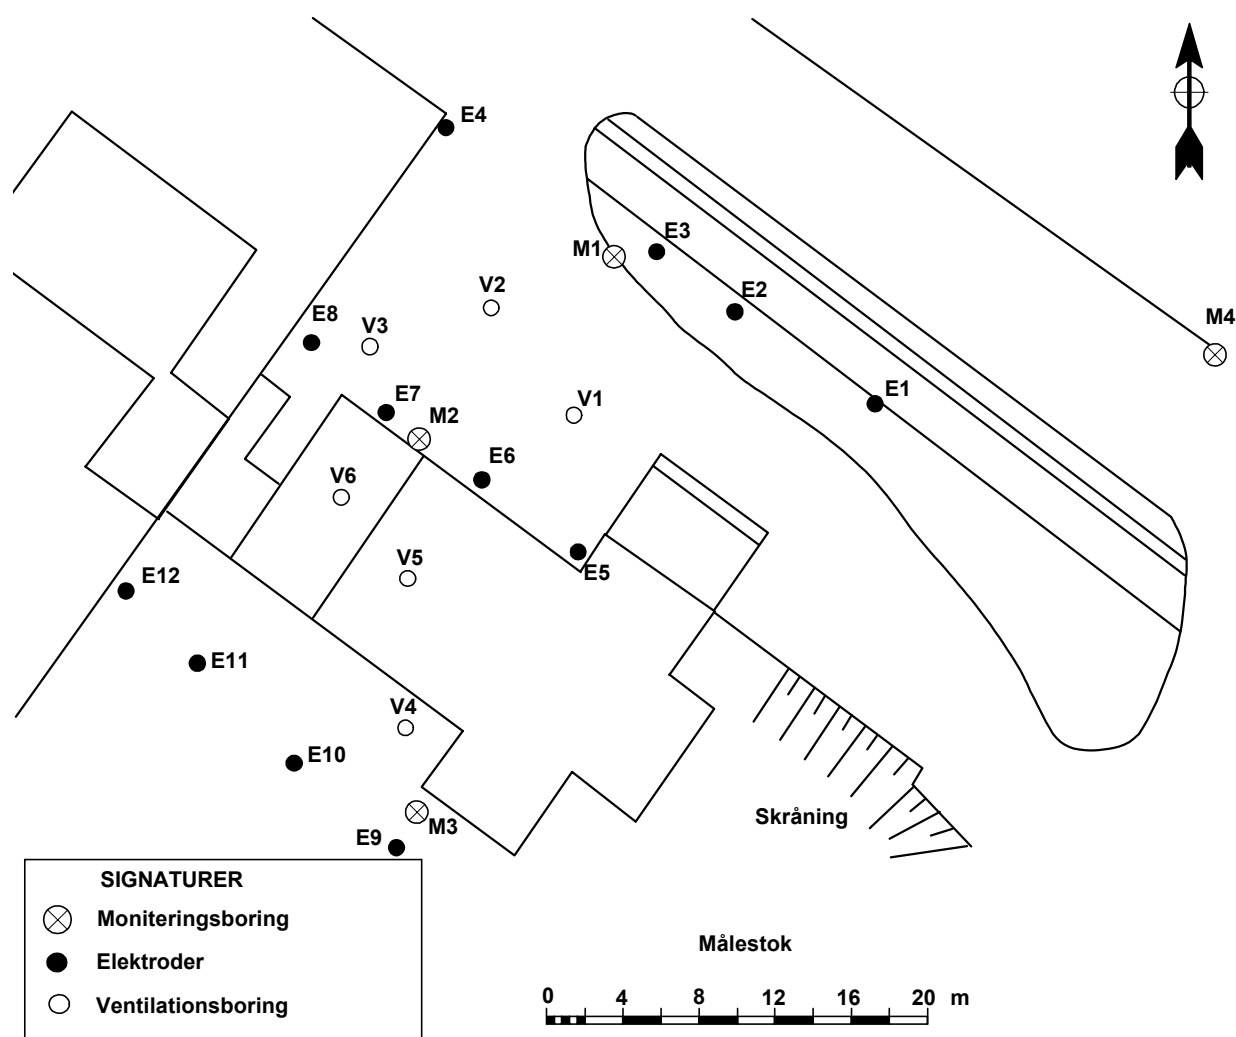 E4
E3
M1
E2
V2
M4
E8
V3
E1
E7
V1
M2
E6
V6
V5
E5
E12
E11
V4
E10
Skråning
M3
E9
SIGNATURER
Moniteringsboring
Elektroder
Ventilationsboring
Målestok
0 4 8 12 16 20 m